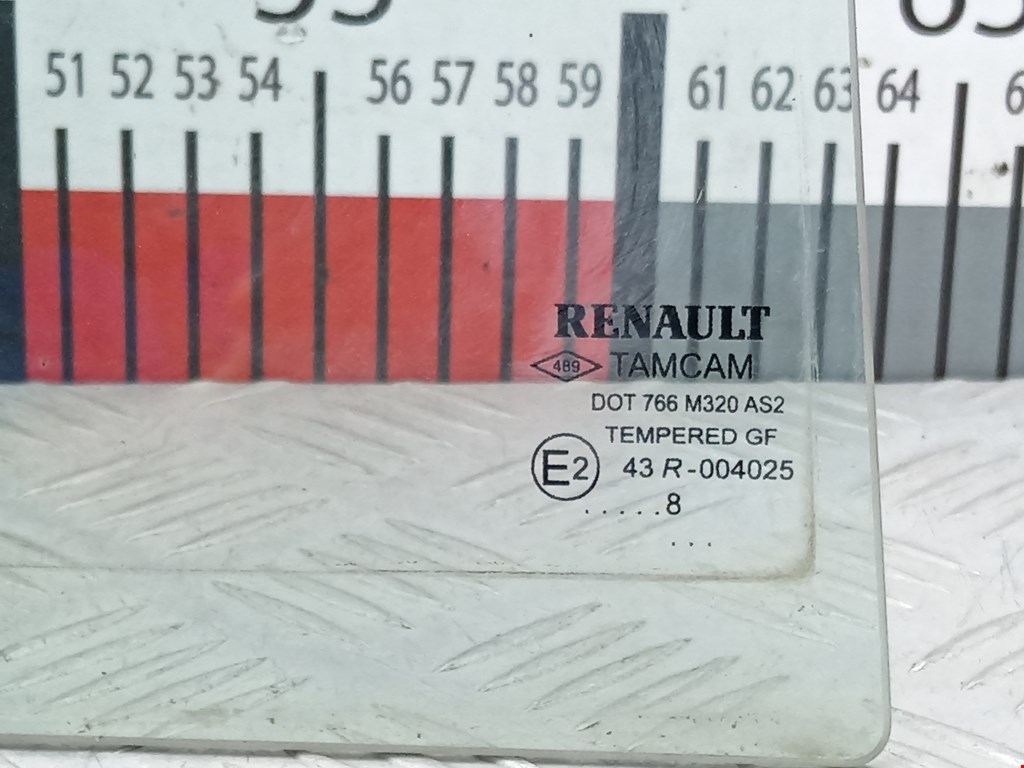 51 52 53 54 56 57 58 59 61 62 63 64
RENAULT
489 TAMCAM
DOT 766 M320 AS2
TEMPERED GF
E2 43 R-004025
.....8
...